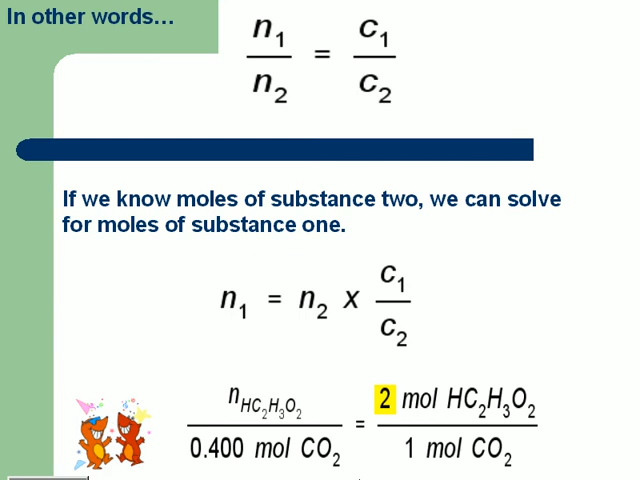 In other words…
n₁/n₂ = c₁/c₂
If we know moles of substance two, we can solve
for moles of substance one.
n₁ = n₂ x c₁/c₂
n HC₂H₃O₂ / 0.400 mol CO₂ = 2 mol HC₂H₃O₂ / 1 mol CO₂